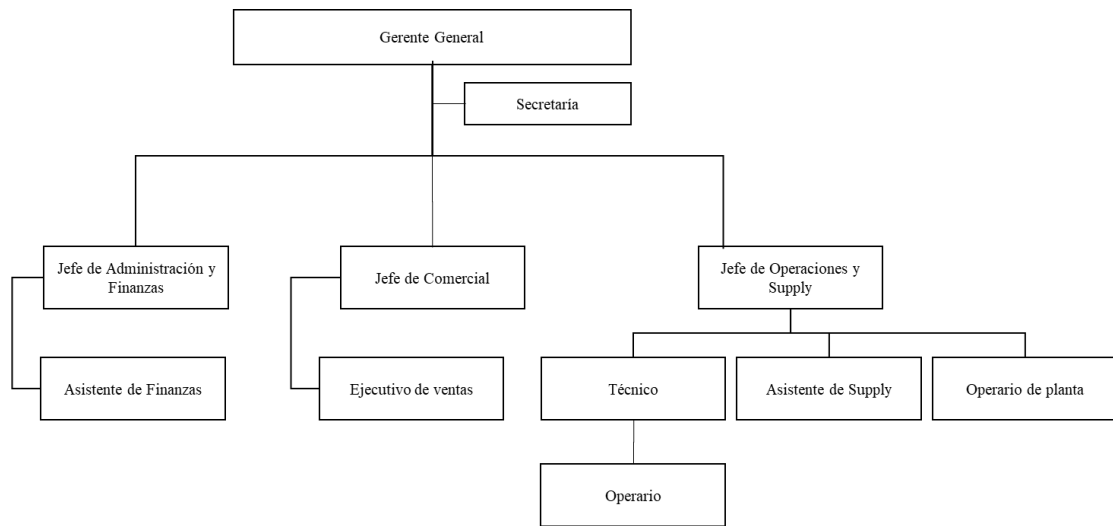 Gerente General
Secretaría
Jefe de Administración y
Finanzas
Jefe de Comercial
Jefe de Operaciones y
Supply
Asistente de Finanzas
Ejecutivo de ventas
Técnico
Asistente de Supply
Operario de planta
Operario